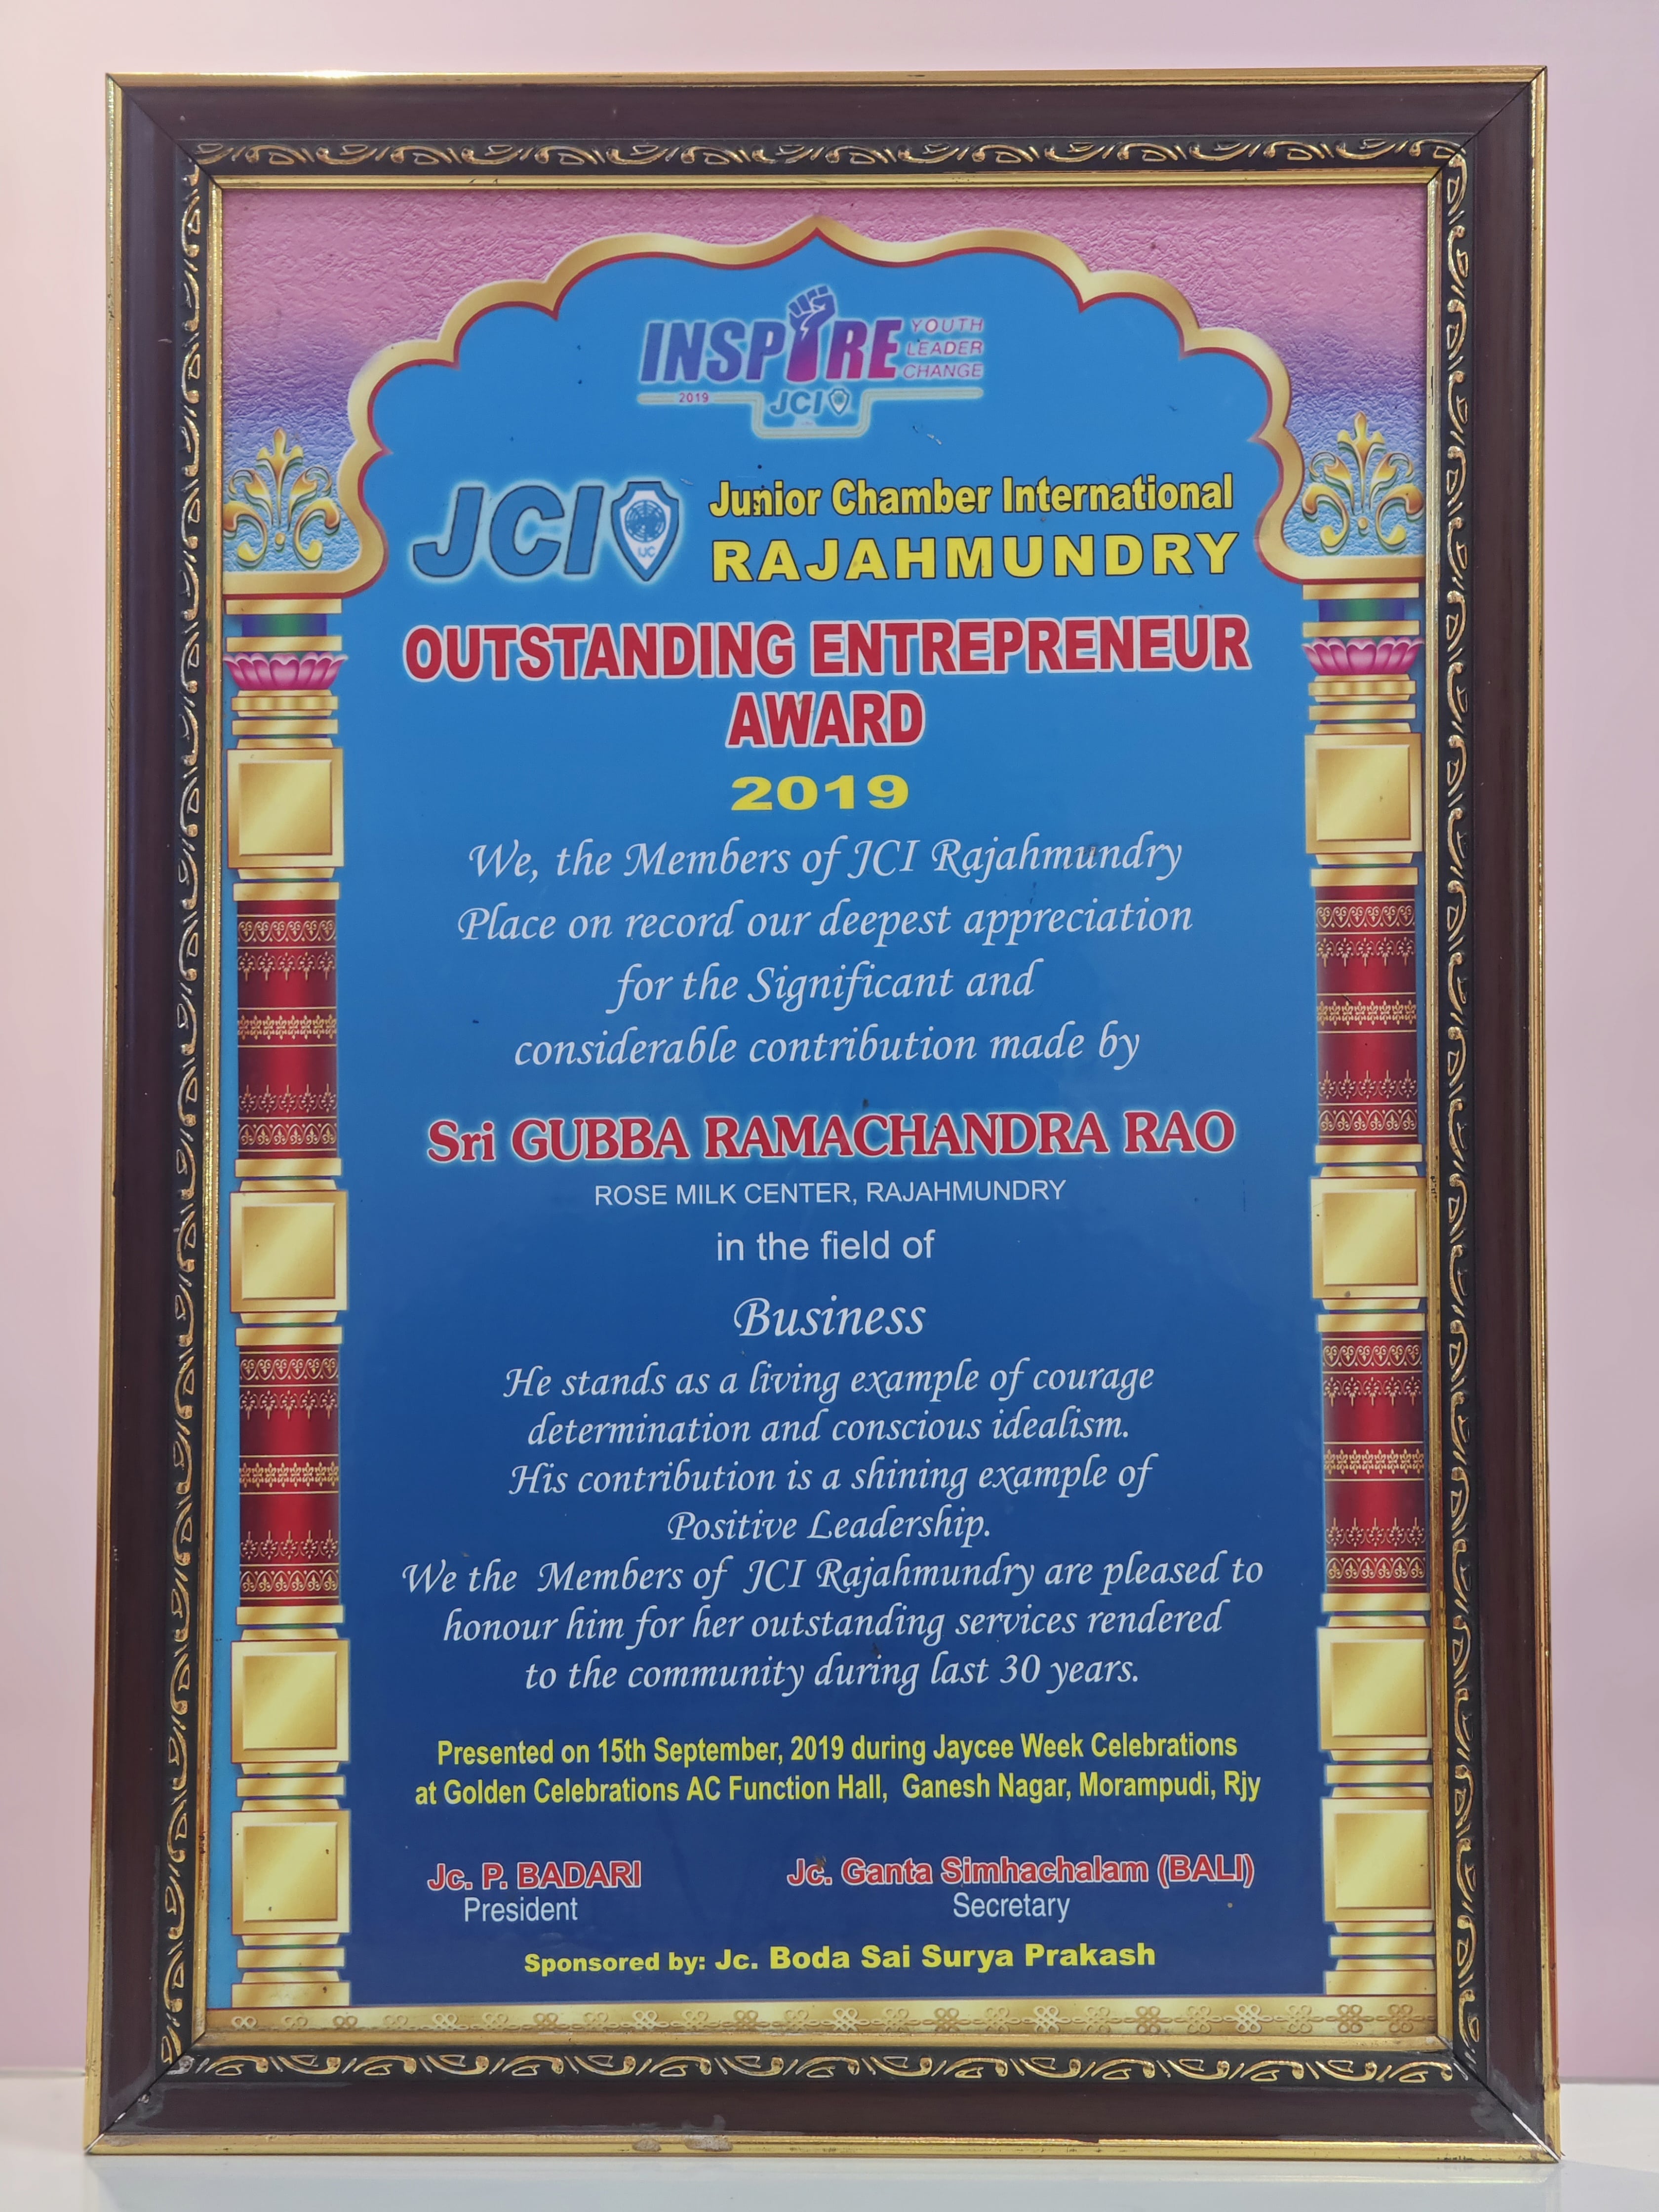 INSPIRE YOUTH
LEADER
CHANGE
2019 JCI
JCI Junior Chamber International
RAJAHMUNDRY
OUTSTANDING ENTREPRENEUR
AWARD
2019
We, the Members of JCI Rajahmundry
Place on record our deepest appreciation
for the Significant and
considerable contribution made by
Sri GUBBA RAMACHANDRA RAO
ROSE MILK CENTER, RAJAHMUNDRY
in the field of
Business
He stands as a living example of courage
determination and conscious idealism.
His contribution is a shining example of
Positive Leadership.
We the Members of JCI Rajahmundry are pleased to
honour him for her outstanding services rendered
to the community during last 30 years.
Presented on 15th September, 2019 during Jaycee Week Celebrations
at Golden Celebrations AC Function Hall, Ganesh Nagar, Morampudi, Rjy
Jc. P. BADARI Jc. Ganta Simhachalam (BALI)
President Secretary
Sponsored by: Jc. Boda Sai Surya Prakash